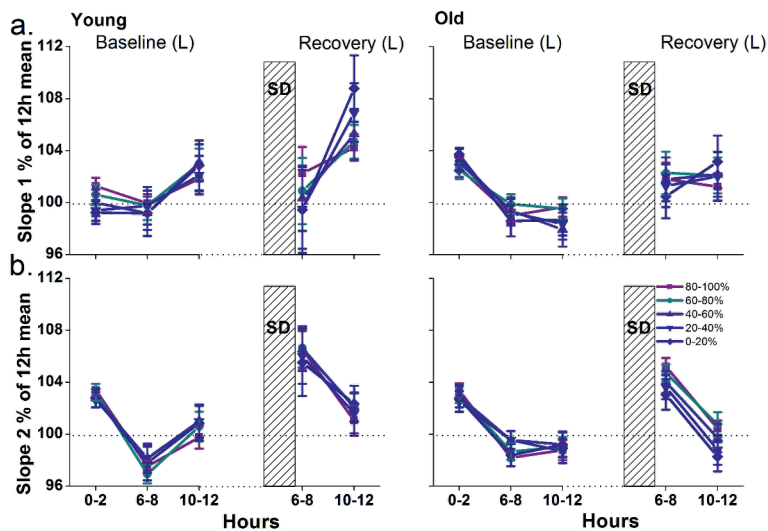 a. Young Old
Baseline (L) Recovery (L) Baseline (L) Recovery (L)
Slope 1 % of 12h mean
112
108
104
100
96
SD
SD
b.
Slope 2 % of 12h mean
112
108
104
100
96
SD
SD
80-100%
60-80%
40-60%
20-40%
0-20%
0-2 6-8 10-12 6-8 10-12 0-2 6-8 10-12 6-8 10-12
Hours Hours